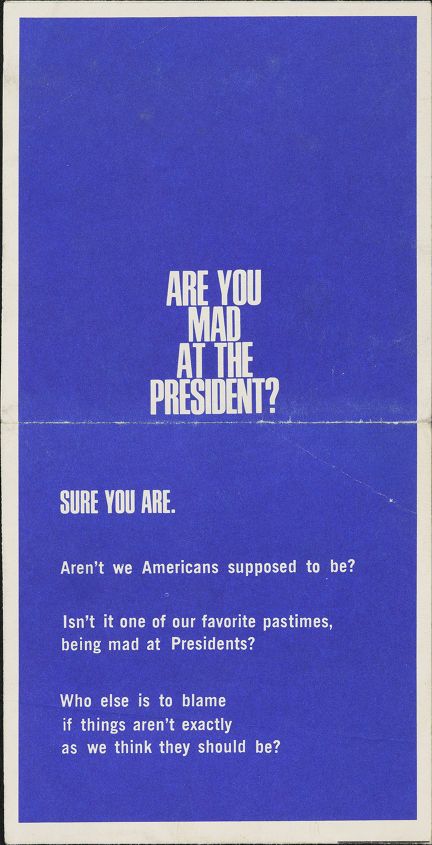 ARE YOU
MAD
AT THE
PRESIDENT?
SURE YOU ARE.
Aren't we Americans supposed to be?
Isn't it one of our favorite pastimes,
being mad at Presidents?
Who else is to blame
if things aren't exactly
as we think they should be?